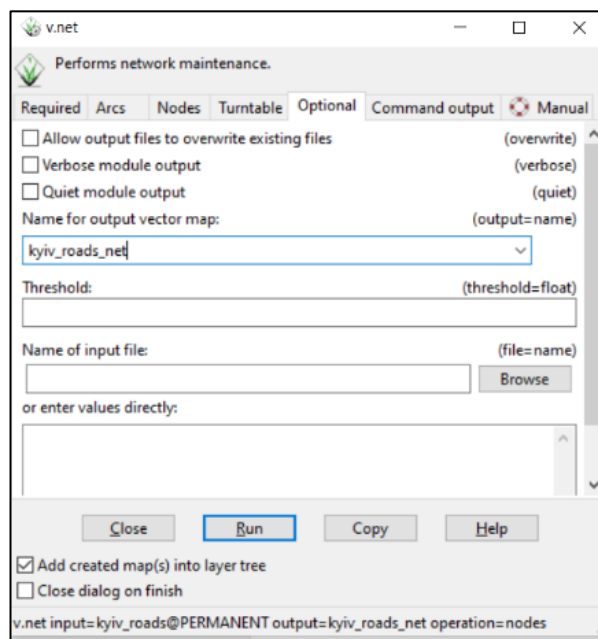 v.net
Performs network maintenance.
Required Arcs Nodes Turntable Optional Command output Manual
Allow output files to overwrite existing files (overwrite)
Verbose module output (verbose)
Quiet module output (quiet)
Name for output vector map: (output=name)
kyiv_roads_net
Threshold: (threshold=float)
Name of input file: (file=name)
Browse
or enter values directly:
Close Run Copy Help
Add created map(s) into layer tree
Close dialog on finish
v.net input=kyiv_roads@PERMANENT output=kyiv_roads_net operation=nodes